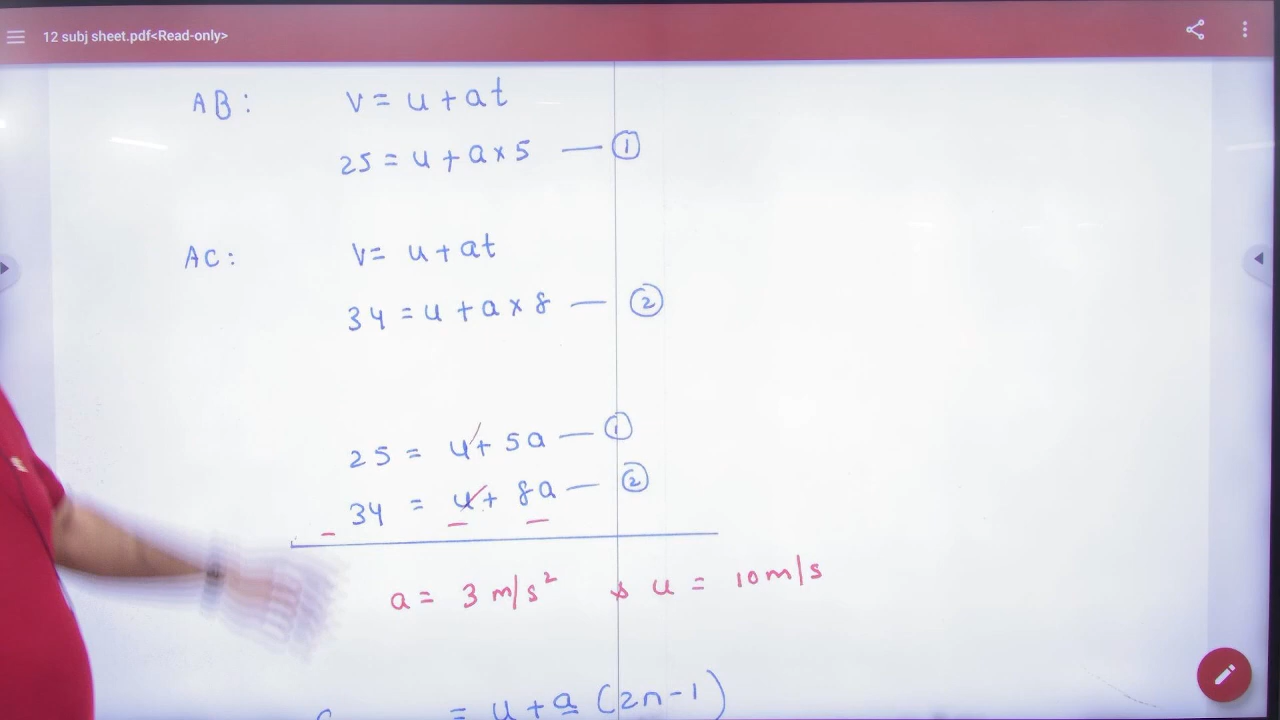 12 subj sheet.pdf<Read-only>
AB: v = u + at
25 = u + a × 5 — ①
AC: v = u + at
34 = u + a × 8 — ②
25 = u + 5a — ①
34 = u + 8a — ②
a = 3 m/s² & u = 10 m/s
= u + a (2n-1)